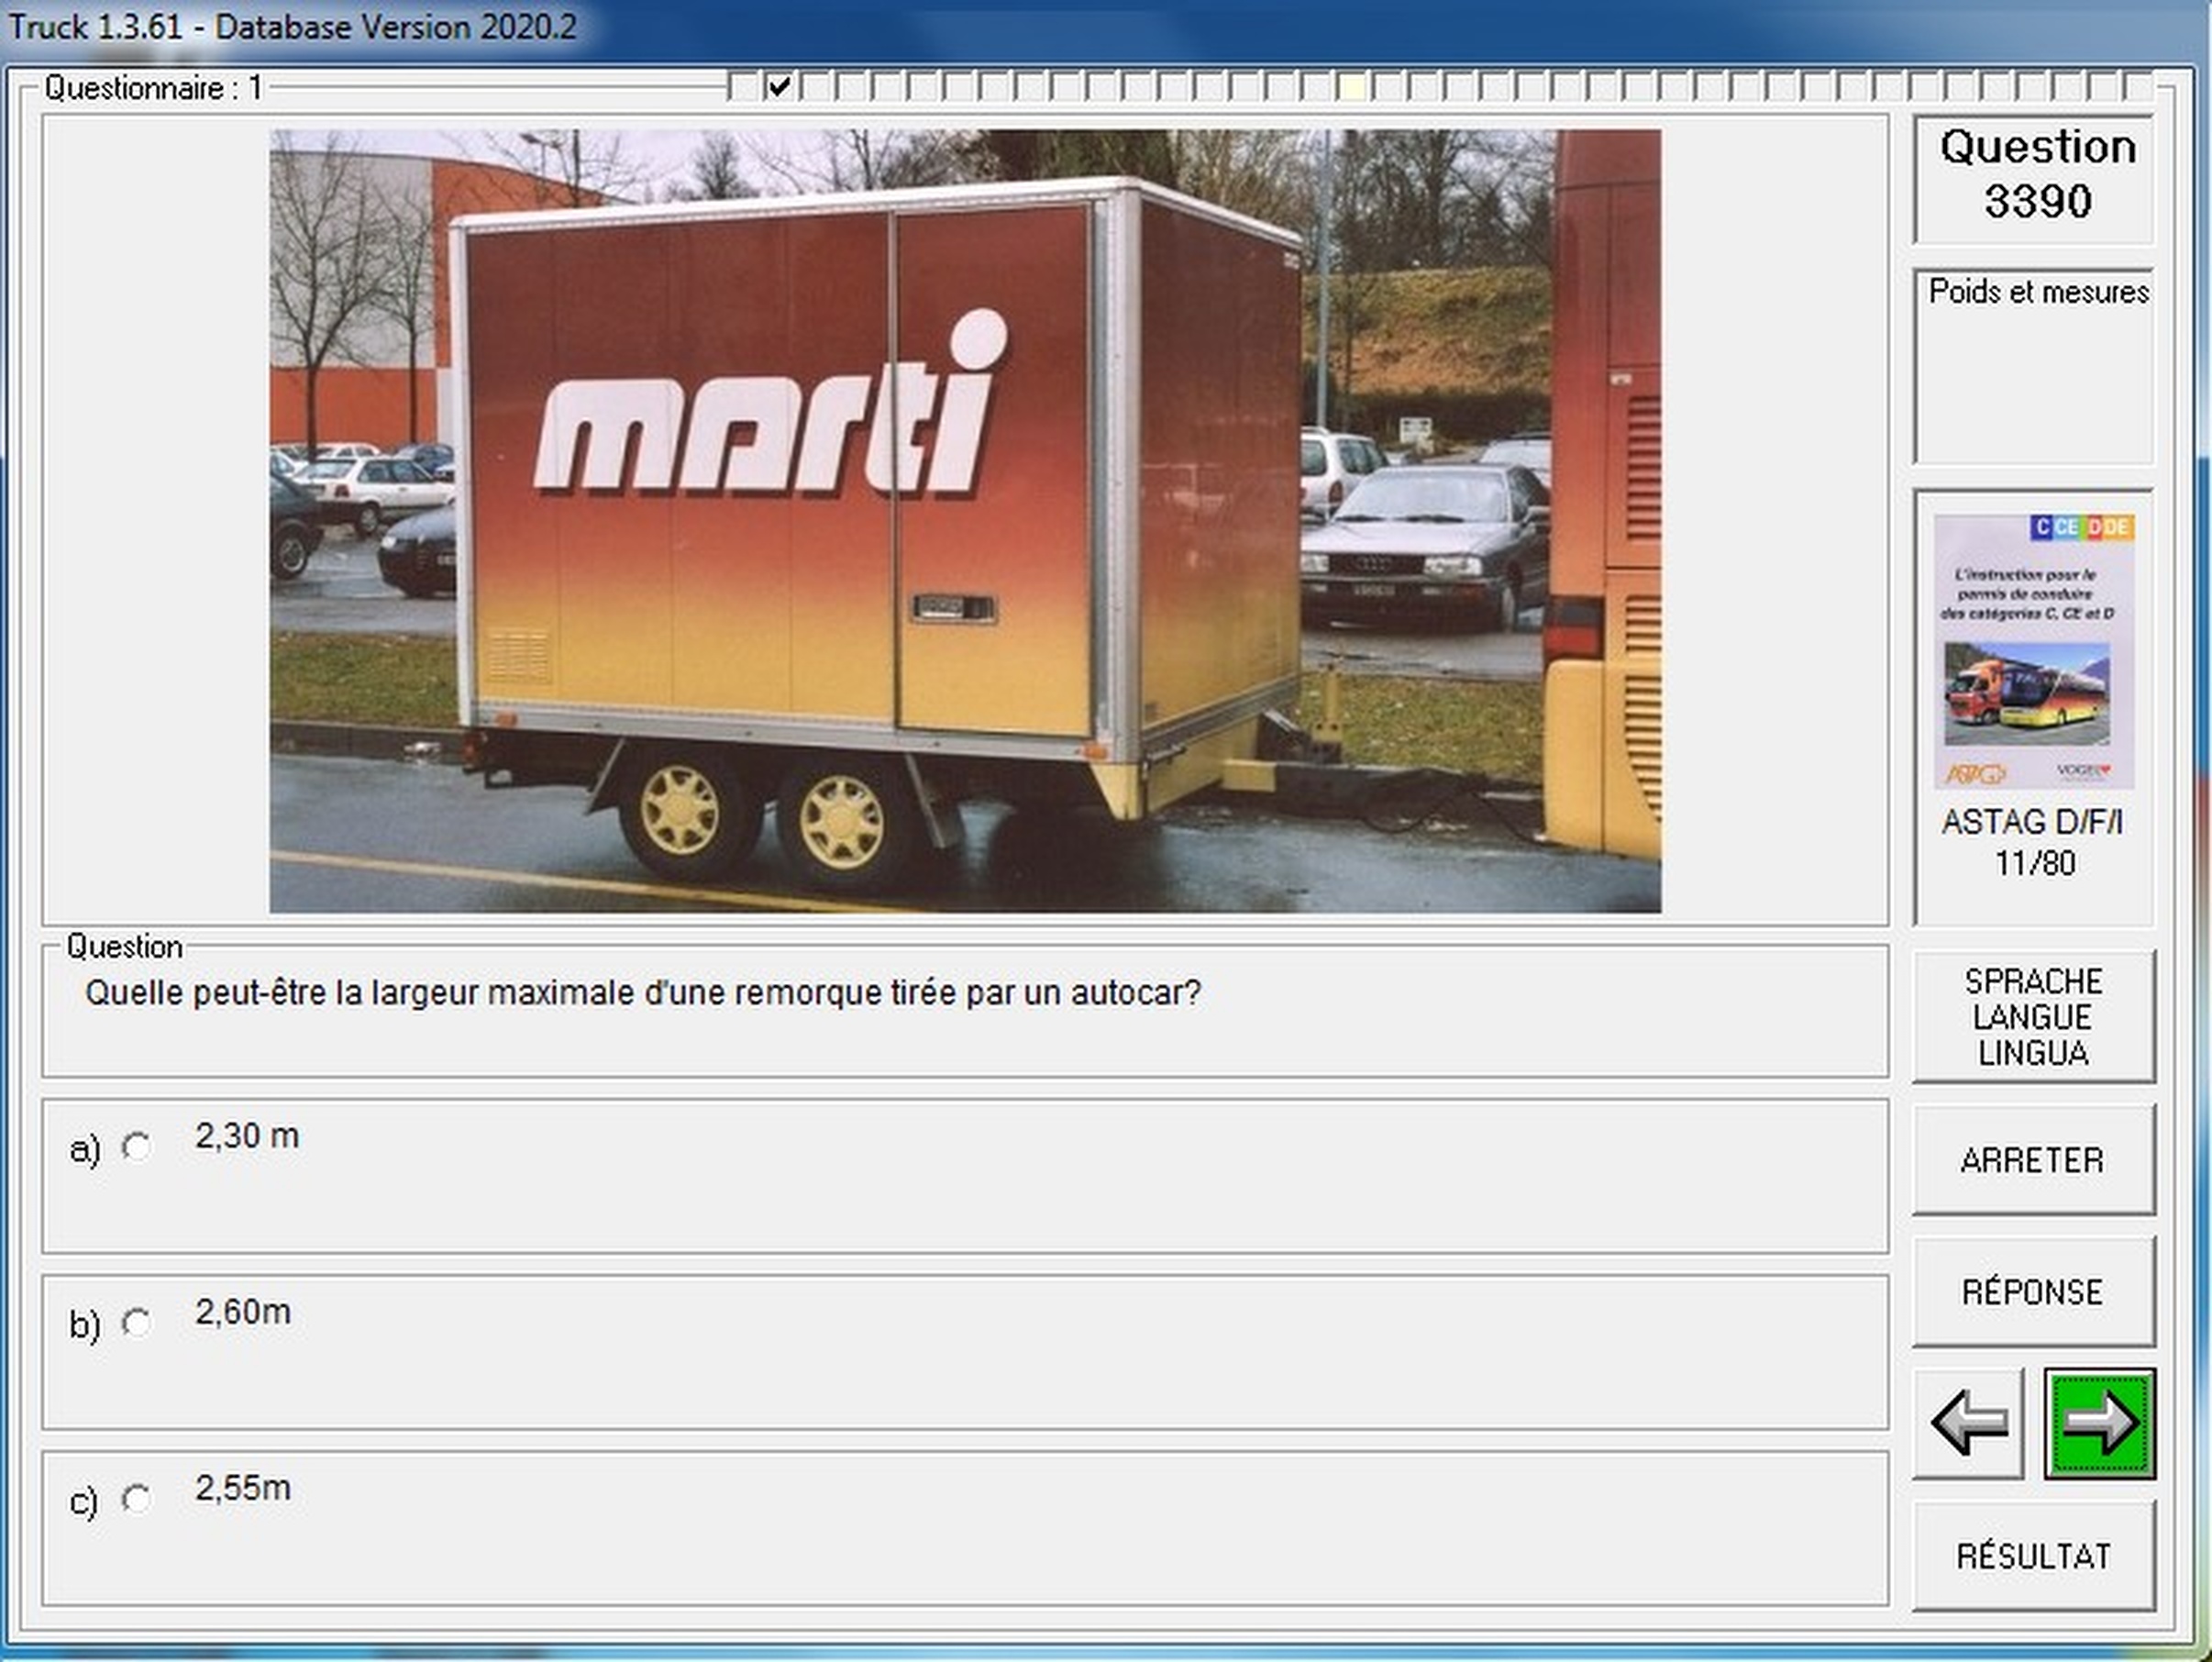 Truck 1.3.61 - Database Version 2020.2
Questionnaire : 1
marti
Question
3390
Poids et mesures
C CE D DE
L'instruction pour le
permis de conduire
des catégories C, CE et D
ASTAG
VOGEL
ASTAG D/F/I
11/80
Question
Quelle peut-être la largeur maximale d'une remorque tirée par un autocar?
a) 2,30 m
b) 2,60m
c) 2,55m
SPRACHE
LANGUE
LINGUA
ARRETER
RÉPONSE
RÉSULTAT